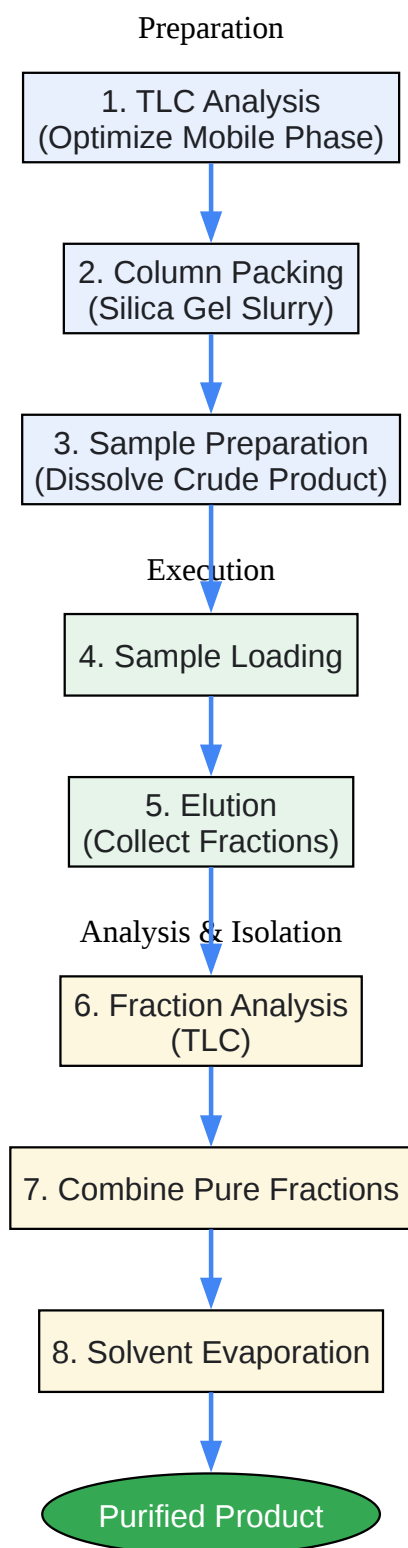 Preparation
1. TLC Analysis
(Optimize Mobile Phase)
2. Column Packing
(Silica Gel Slurry)
3. Sample Preparation
(Dissolve Crude Product)
Execution
4. Sample Loading
5. Elution
(Collect Fractions)
Analysis & Isolation
6. Fraction Analysis
(TLC)
7. Combine Pure Fractions
8. Solvent Evaporation
Purified Product